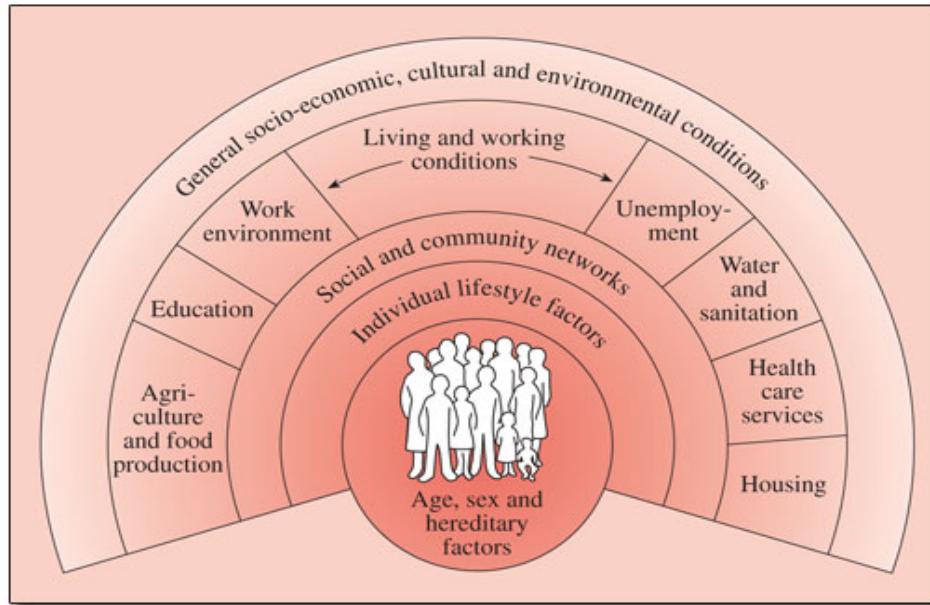 General socio-economic, cultural and environmental conditions
Living and working
conditions
Work
environment
Unemploy-
ment
Education
Water
and
sanitation
Agri-
culture
and food
production
Health
care
services
Housing
Social and community networks
Individual lifestyle factors
Age, sex and
hereditary
factors